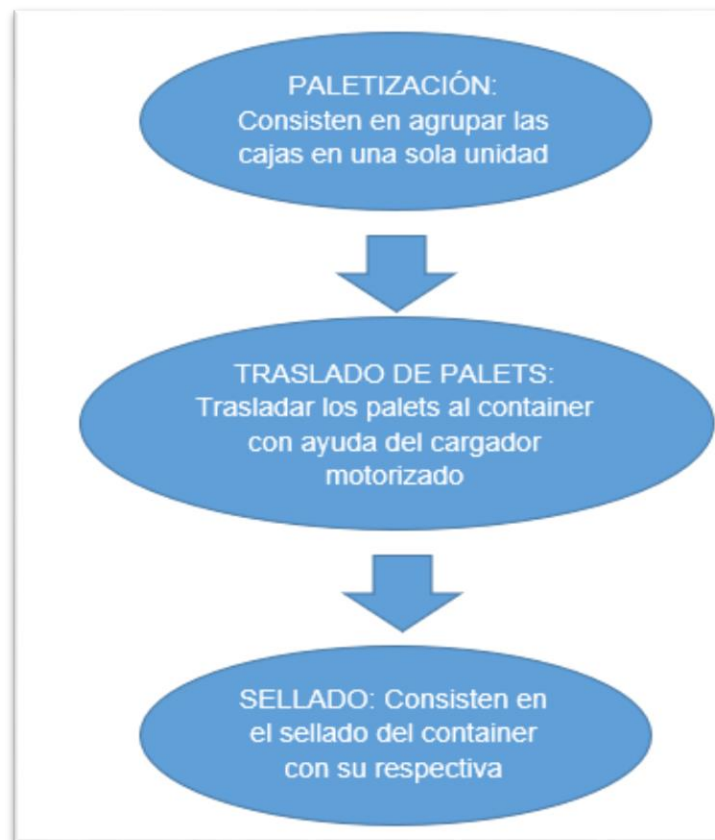 PALETIZACIÓN:
Consisten en agrupar las
cajas en una sola unidad
TRASLADO DE PALETS:
Trasladar los palets al container
con ayuda del cargador
motorizado
SELLADO: Consisten en
el sellado del container
con su respectiva